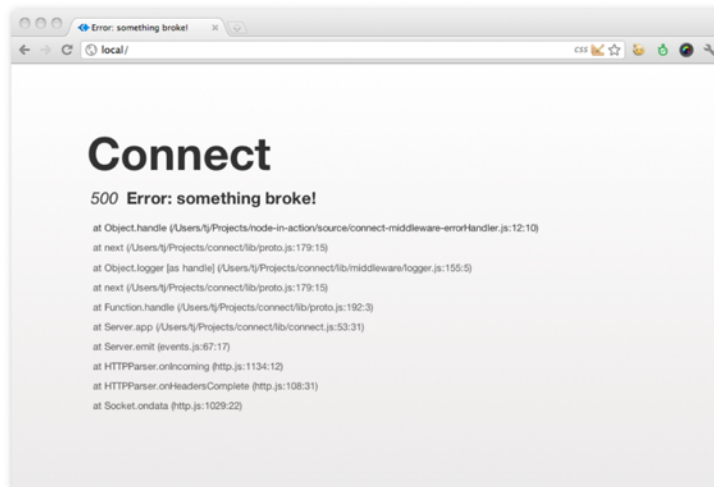 Error: something broke!
local/
CSS
Connect
500 Error: something broke!
at Object.handle (/Users/tj/Projects/node-in-action/source/connect-middleware-errorHandler.js:12:10)
at next (/Users/tj/Projects/connect/lib/proto.js:179:15)
at Object.logger [as handle] (/Users/tj/Projects/connect/lib/middleware/logger.js:155:5)
at next (/Users/tj/Projects/connect/lib/proto.js:179:15)
at Function.handle (/Users/tj/Projects/connect/lib/proto.js:192:3)
at Server.app (/Users/tj/Projects/connect/lib/connect.js:53:31)
at Server.emit (events.js:67:17)
at HTTPParser.onIncoming (http.js:1134:12)
at HTTPParser.onHeadersComplete (http.js:108:31)
at Socket.ondata (http.js:1029:22)